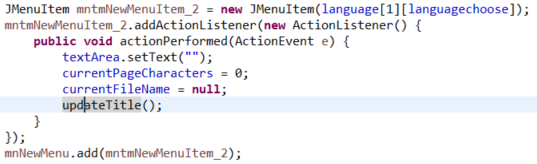 JMenuItem mntmNewMenuItem_2 = new JMenuItem(language[1][languagechoose]);
mntmNewMenuItem_2.addActionListener(new ActionListener() {
    public void actionPerformed(ActionEvent e) {
        textArea.setText("");
        currentPageCharacters = 0;
        currentFileName = null;
        updateTitle();
    }
});
mnNewMenu.add(mntmNewMenuItem_2);